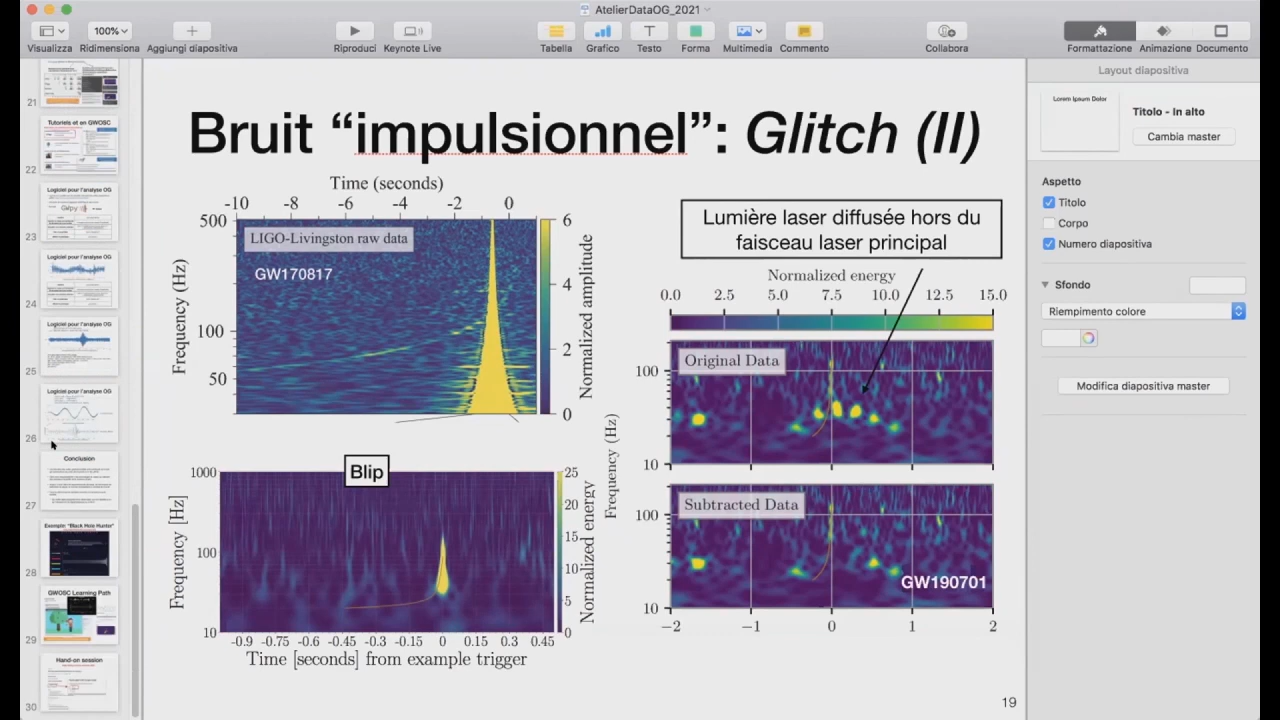 AtelierDataOG_2021
Visualizza
100%
Ridimensiona
Aggiungi diapositiva
Riproduci
Keynote Live
Tabella
Grafico
Testo
Forma
Multimedia
Commento
Collabora
Formattazione
Animazione
Documento
21
Tutoriels et en GWOSC
22
Logiciel pour l'analyse OG
23
Logiciel pour l'analyse OG
24
Logiciel pour l'analyse OG
25
Logiciel pour l'analyse OG
26
Conclusion
27
Exemple: "Black Hole Hunter"
28
GWOSC Learning Path
29
Hand-on session
30
Bruit “impulsionnel”: Glitch (II)
Time (seconds)
-10 -8 -6 -4 -2 0
500
100
50
Frequency (Hz)
LIGO-Livingston raw data
GW170817
6
4
2
0
Normalized amplitude
Blip
1000
100
10
Frequency [Hz]
25
20
15
10
5
0
Normalized energy
-0.9 -0.75 -0.6 -0.45 -0.3 -0.15 0 0.15 0.3 0.45
Time [seconds] from example trigger
Lumière laser diffusée hors du
faisceau laser principal
Normalized energy
0.0 2.5 5.0 7.5 10.0 12.5 15.0
Original Data
100
10
Frequency (Hz)
Subtracted Data
100
10
GW190701
−2 −1 0 1 2
19
Layout diapositiva
Lorem Ipsum Dolor
Titolo - In alto
Cambia master
Aspetto
Titolo
Corpo
Numero diapositiva
Sfondo
Riempimento colore
Modifica diapositiva master